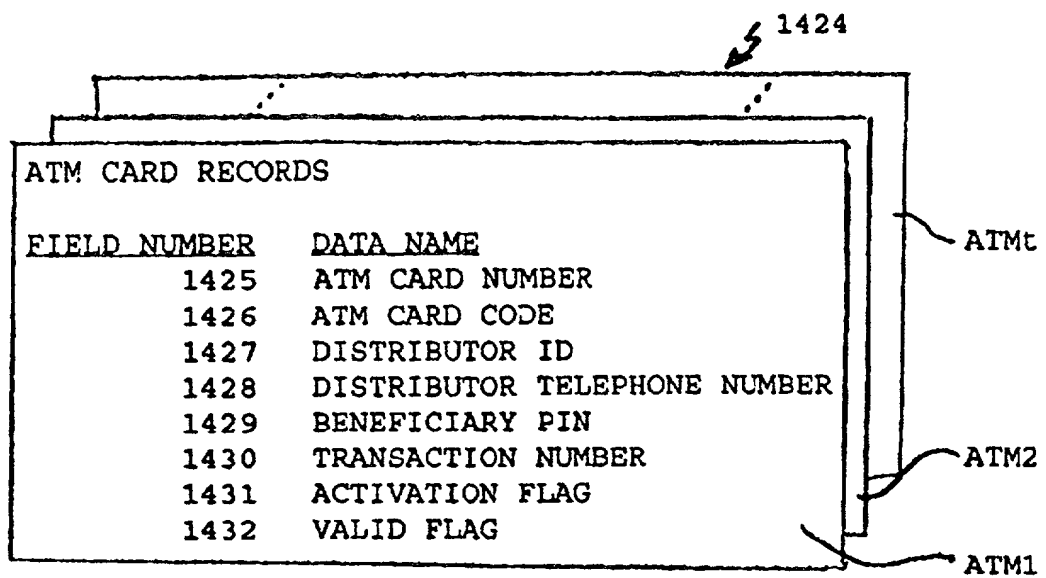 1424
ATM CARD RECORDS
FIELD NUMBER DATA NAME
1425 ATM CARD NUMBER
1426 ATM CARD CODE
1427 DISTRIBUTOR ID
1428 DISTRIBUTOR TELEPHONE NUMBER
1429 BENEFICIARY PIN
1430 TRANSACTION NUMBER
1431 ACTIVATION FLAG
1432 VALID FLAG
ATMt
ATM2
ATM1